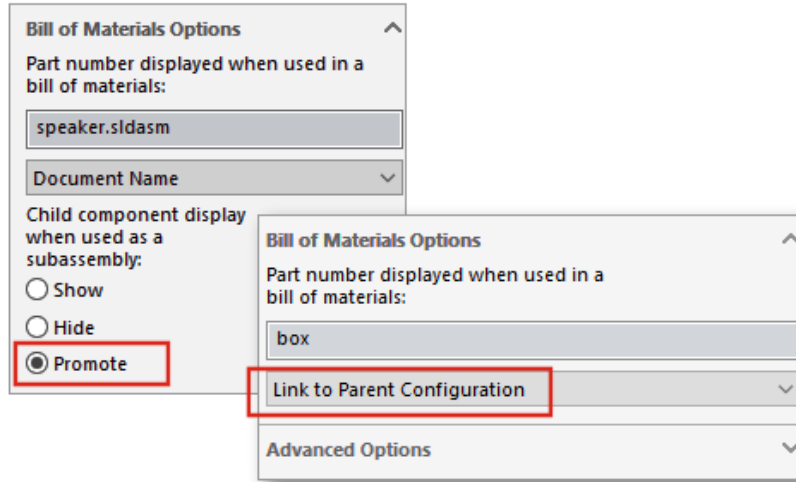 Bill of Materials Options
Part number displayed when used in a
bill of materials:
speaker.sldasm
Document Name
Child component display
when used as a
subassembly:
Show
Hide
Promote
Bill of Materials Options
Part number displayed when used in a
bill of materials:
box
Link to Parent Configuration
Advanced Options